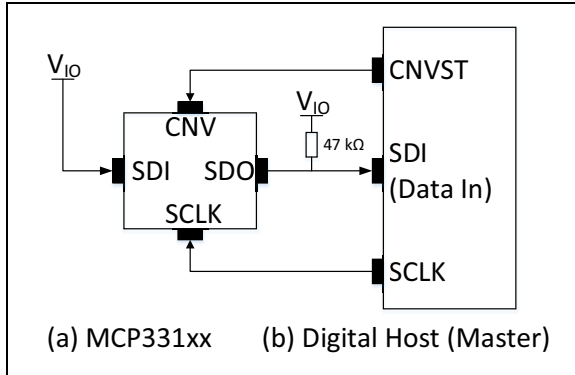 V_IO
CNVST
CNV
V_IO
47 kΩ
SDI
SDO
SDI
(Data In)
SCLK
SCLK
(a) MCP331xx
(b) Digital Host (Master)